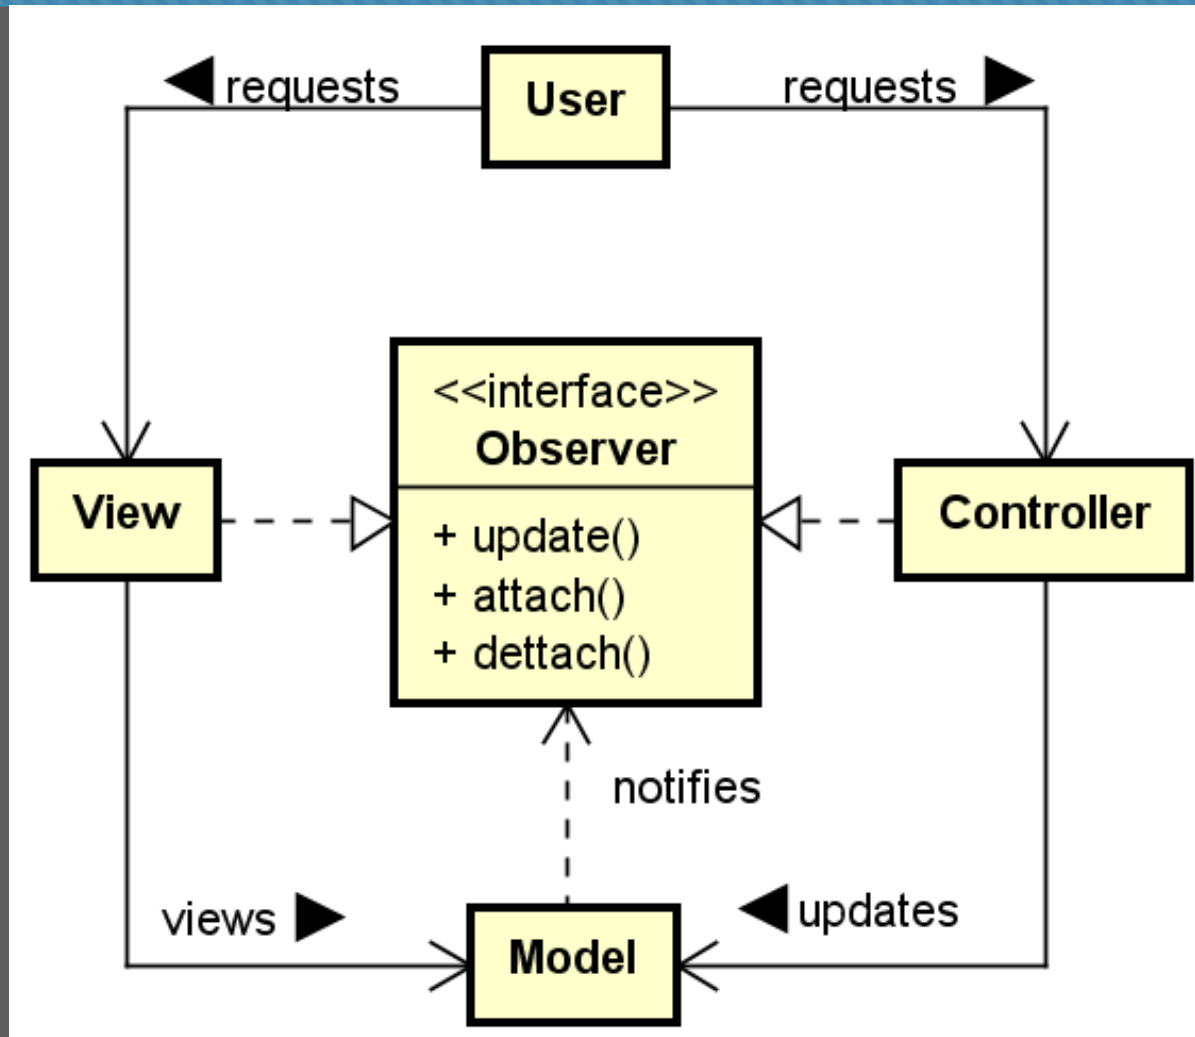 ◀ requests
User
requests ▶
<<interface>>
Observer
+ update()
+ attach()
+ dettach()
View
Controller
notifies
views ▶
◀ updates
Model